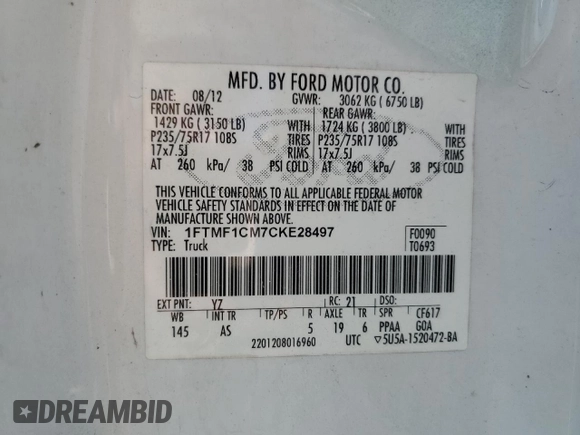 MFD. BY FORD MOTOR CO.
DATE: 08/12 GVWR: 3062 KG ( 6750 LB)
FRONT GAWR: REAR GAWR:
1429 KG ( 3150 LB) WITH 1724 KG ( 3800 LB) WITH
P235/75R17 108S TIRES P235/75R17 108S TIRES
17x7.5J RIMS 17x7.5J RIMS
AT 260 kPa/ 38 PSI COLD AT 260 kPa/ 38 PSI COLD
THIS VEHICLE CONFORMS TO ALL APPLICABLE FEDERAL MOTOR
VEHICLE SAFETY STANDARDS IN EFFECT ON THE DATE OF
MANUFACTURE SHOWN ABOVE.
VIN: 1FTMF1CM7CKE28497 F0090
TYPE: Truck T0693
EXT PNT: YZ RC: 21 DSO:
WB INT TR TP/PS R AXLE TR SPR CF617
145 AS 5 19 6 PPAA GOA
2201208016960 UTC ▽5U5A-1520472-BA
DREAMBID